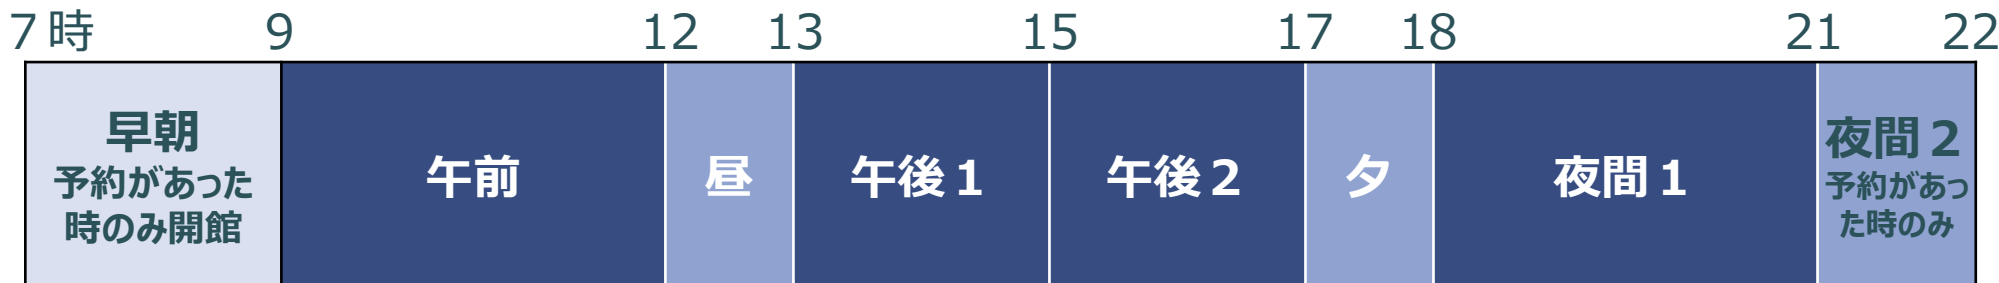 7時 9 12 13 15 17 18 21 22
早朝
予約があった
時のみ開館
午前
昼
午後1
午後2
夕
夜間1
夜間2
予約があっ
た時のみ